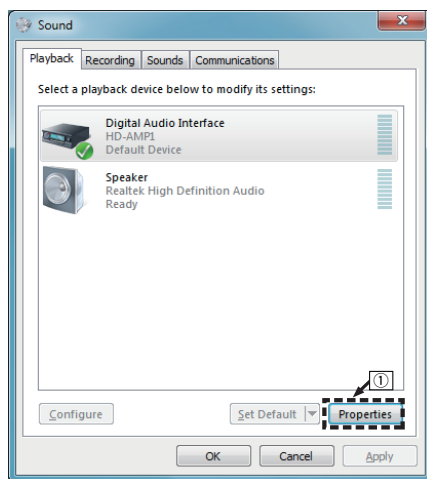 Sound
Playback Recording Sounds Communications
Select a playback device below to modify its settings:
Digital Audio Interface
HD-AMP1
Default Device
Speaker
Realtek High Definition Audio
Ready
①
Configure Set Default Properties
OK Cancel Apply